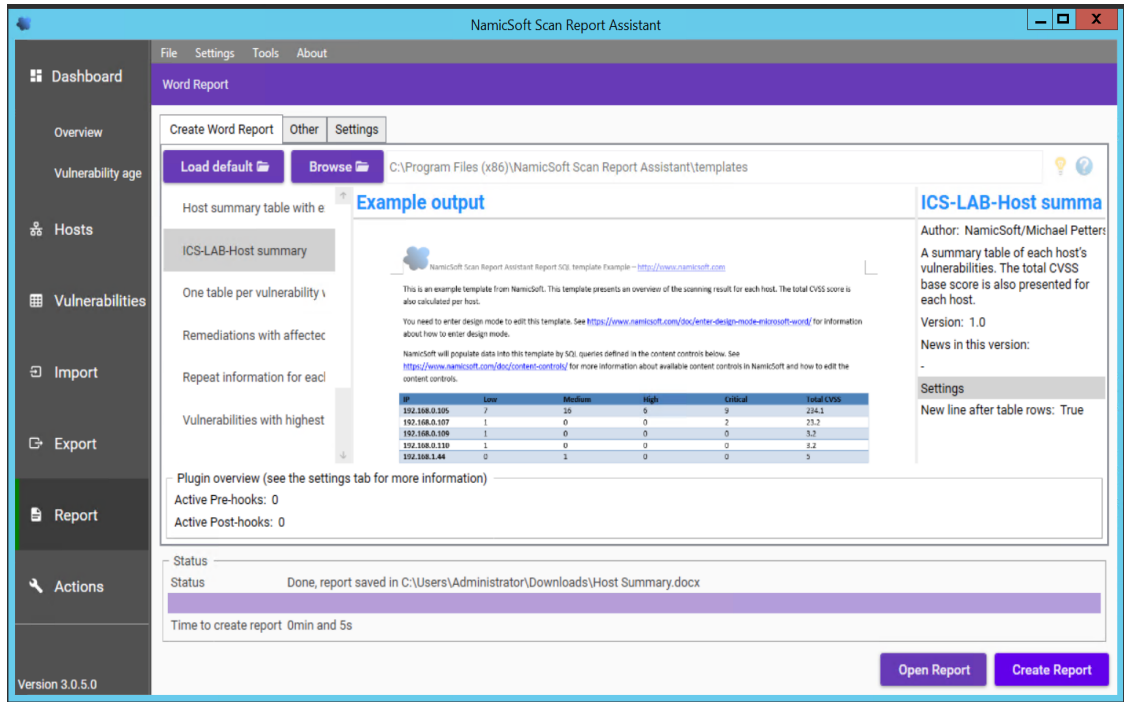 NamicSoft Scan Report Assistant
X
File Settings Tools About
Word Report
Dashboard
Overview
Vulnerability age
Hosts
Vulnerabilities
Import
Export
Report
Actions
Version 3.0.5.0
Create Word Report Other Settings
Load default Browse C:\Program Files (x86)\NamicSoft Scan Report Assistant\templates
Host summary table with e
ICS-LAB-Host summary
One table per vulnerability v
Remediations with affectec
Repeat information for each
Vulnerabilities with highest
Example output
NamicSoft Scan Report Assistant Report SQL template Example – http://www.namicsoft.com
This is an example template from NamicSoft. This template presents an overview of the scanning result for each host. The total CVSS score is
also calculated per host.
You need to enter design mode to edit this template. See https://www.namicsoft.com/doc/enter-design-mode-microsoft-word/ for information
about how to enter design mode.
NamicSoft will populate data into this template by SQL queries defined in the content controls below. See
https://www.namicsoft.com/doc/content-controls/ for more information about available content controls in NamicSoft and how to edit the
content controls.
IP Low Medium High Critical Total CVSS
192.168.0.105 7 16 6 9 234.1
192.168.0.107 1 0 0 2 23.2
192.168.0.109 1 0 0 0 3.2
192.168.0.110 1 0 0 0 3.2
192.168.1.44 0 1 0 0 5
ICS-LAB-Host summa
Author: NamicSoft/Michael Petters
A summary table of each host's
vulnerabilities. The total CVSS
base score is also presented for
each host.
Version: 1.0
News in this version:
-
Settings
New line after table rows: True
Plugin overview (see the settings tab for more information)
Active Pre-hooks: 0
Active Post-hooks: 0
Status
Status Done, report saved in C:\Users\Administrator\Downloads\Host Summary.docx
Time to create report 0min and 5s
Open Report Create Report